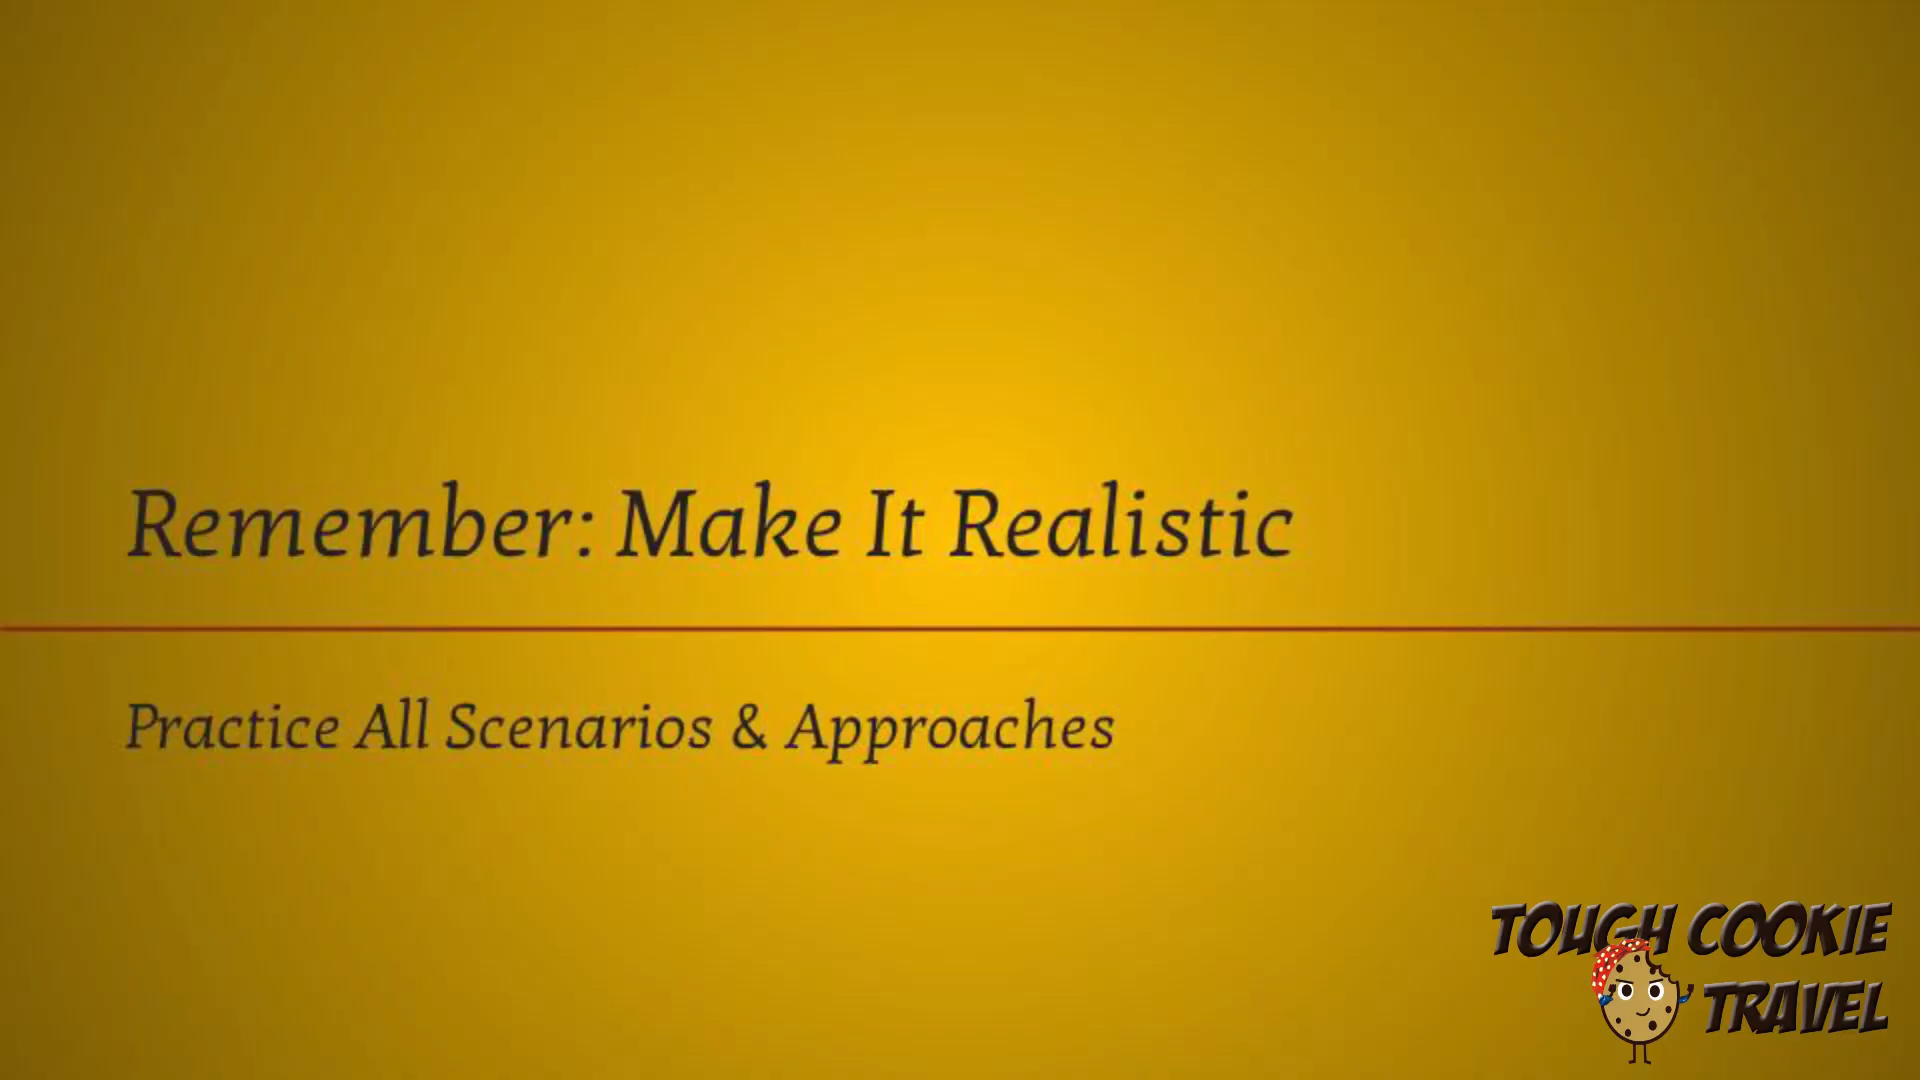 Remember: Make It Realistic
Practice All Scenarios & Approaches
TOUGH COOKIE
TRAVEL